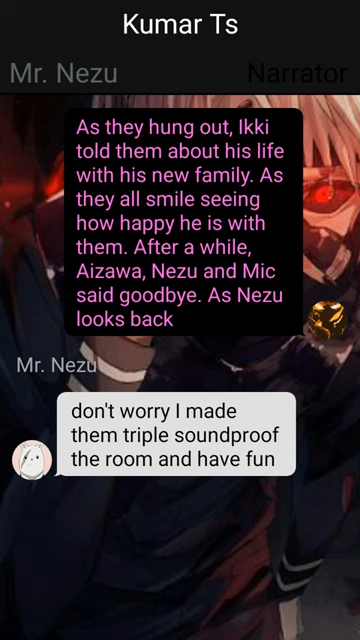 Kumar Ts
Mr. Nezu Narrator
As they hung out, Ikki
told them about his life
with his new family. As
they all smile seeing
how happy he is with
them. After a while,
Aizawa, Nezu and Mic
said goodbye. As Nezu
looks back
Mr. Nezu
don't worry I made
them triple soundproof
the room and have fun